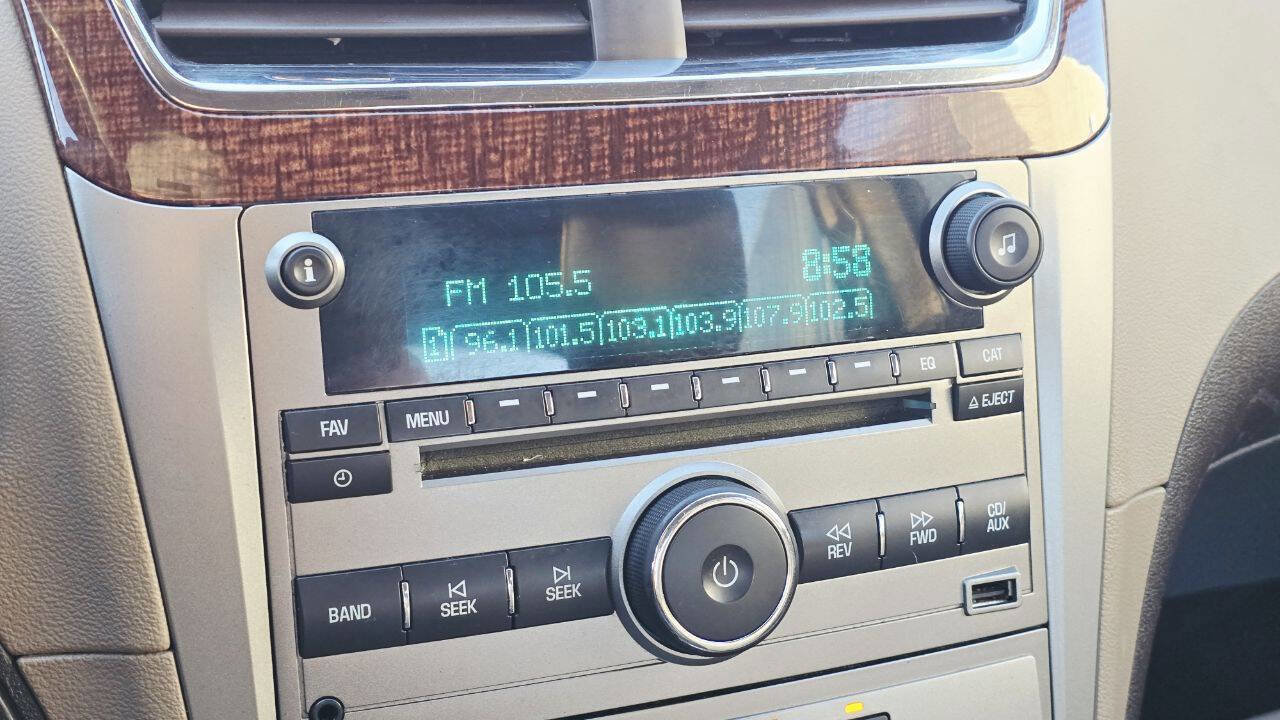 i
FM 105.5 8:58
1 96.1 101.5 103.1 103.9 107.9 102.5
FAV MENU EQ CAT
EJECT
BAND SEEK SEEK REV FWD CD/
AUX